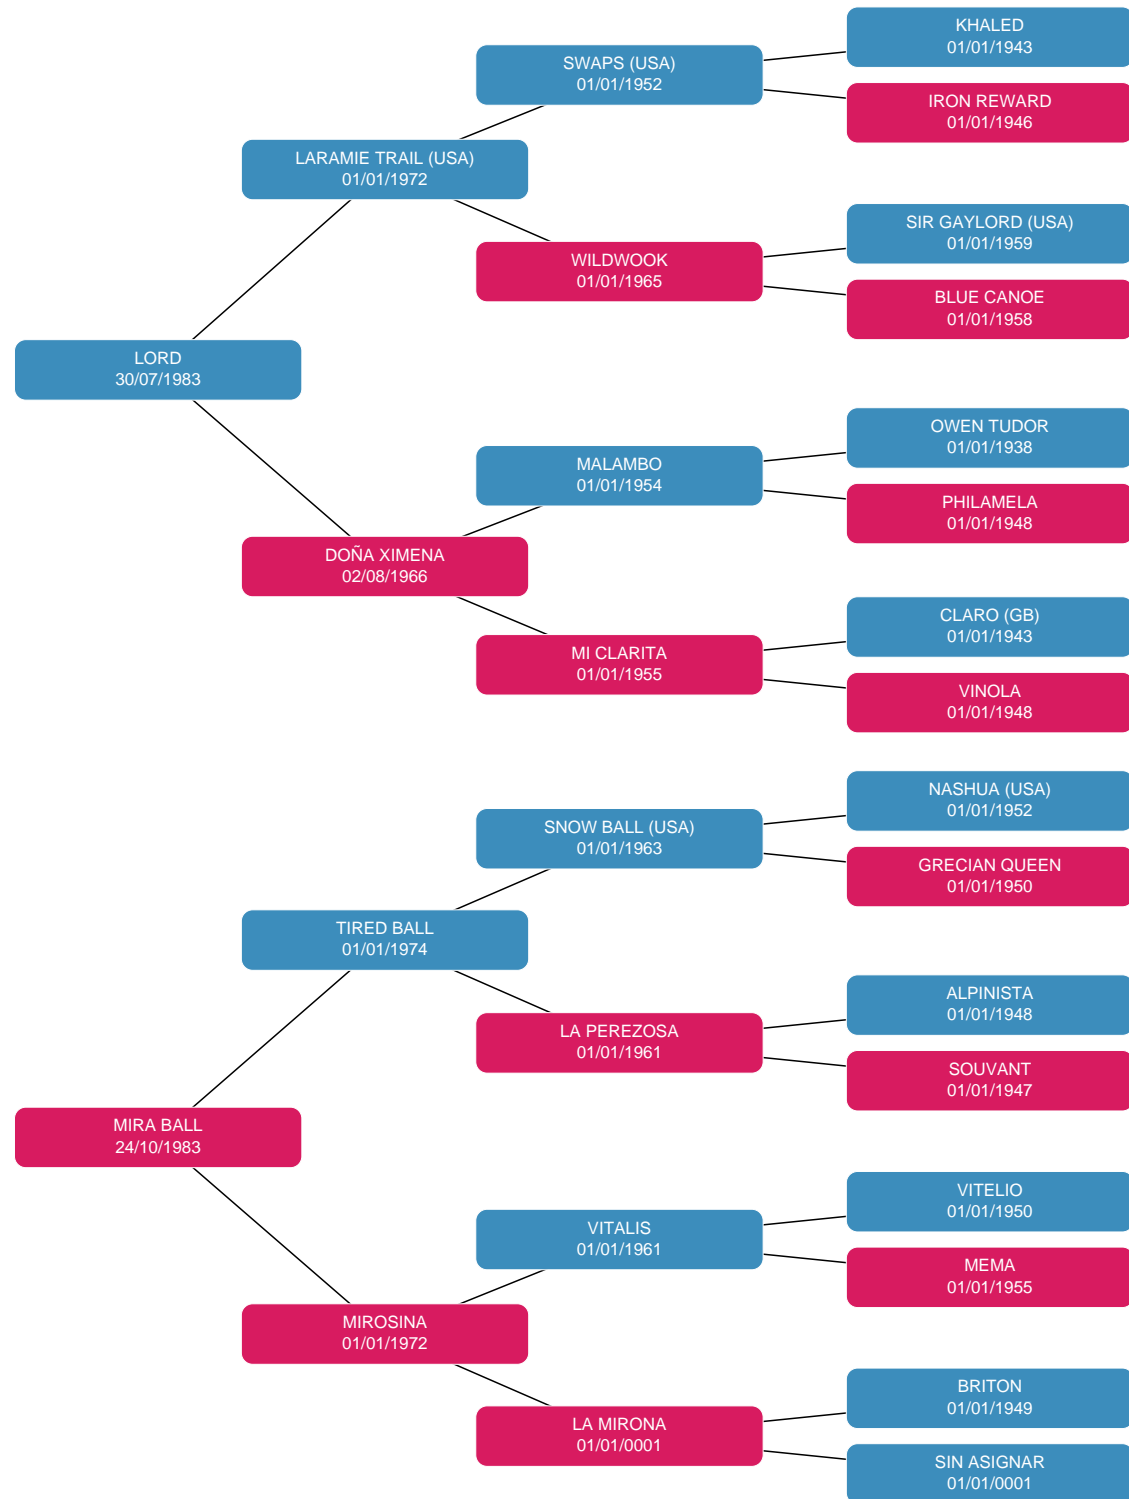 KHALED
01/01/1943
SWAPS (USA)
01/01/1952
IRON REWARD
01/01/1946
LARAMIE TRAIL (USA)
01/01/1972
SIR GAYLORD (USA)
01/01/1959
WILDWOOK
01/01/1965
BLUE CANOE
01/01/1958
LORD
30/07/1983
OWEN TUDOR
01/01/1938
MALAMBO
01/01/1954
PHILAMELA
01/01/1948
DOÑA XIMENA
02/08/1966
CLARO (GB)
01/01/1943
MI CLARITA
01/01/1955
VINOLA
01/01/1948
NASHUA (USA)
01/01/1952
SNOW BALL (USA)
01/01/1963
GRECIAN QUEEN
01/01/1950
TIRED BALL
01/01/1974
ALPINISTA
01/01/1948
LA PEREZOSA
01/01/1961
SOUVANT
01/01/1947
MIRA BALL
24/10/1983
VITELIO
01/01/1950
VITALIS
01/01/1961
MEMA
01/01/1955
MIROSINA
01/01/1972
BRITON
01/01/1949
LA MIRONA
01/01/0001
SIN ASIGNAR
01/01/0001